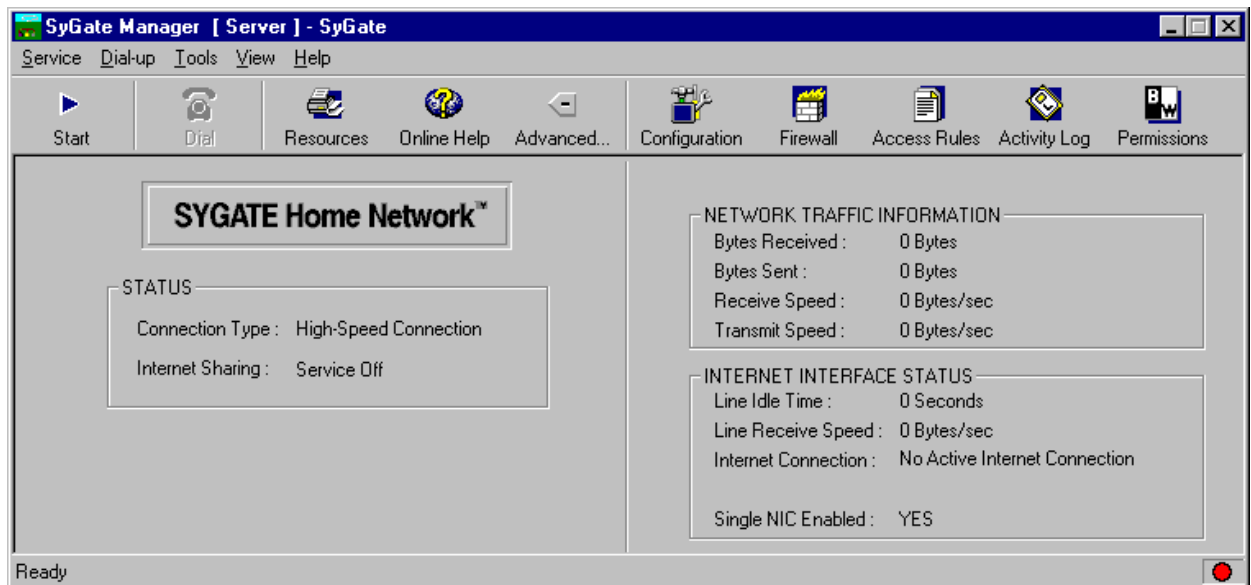 SyGate Manager [ Server ] - SyGate
Service Dial-up Tools View Help
Start Dial Resources Online Help Advanced... Configuration Firewall Access Rules Activity Log Permissions
SYGATE Home Network™
STATUS
Connection Type : High-Speed Connection
Internet Sharing : Service Off
NETWORK TRAFFIC INFORMATION
Bytes Received : 0 Bytes
Bytes Sent : 0 Bytes
Receive Speed : 0 Bytes/sec
Transmit Speed : 0 Bytes/sec
INTERNET INTERFACE STATUS
Line Idle Time : 0 Seconds
Line Receive Speed : 0 Bytes/sec
Internet Connection : No Active Internet Connection
Single NIC Enabled : YES
Ready